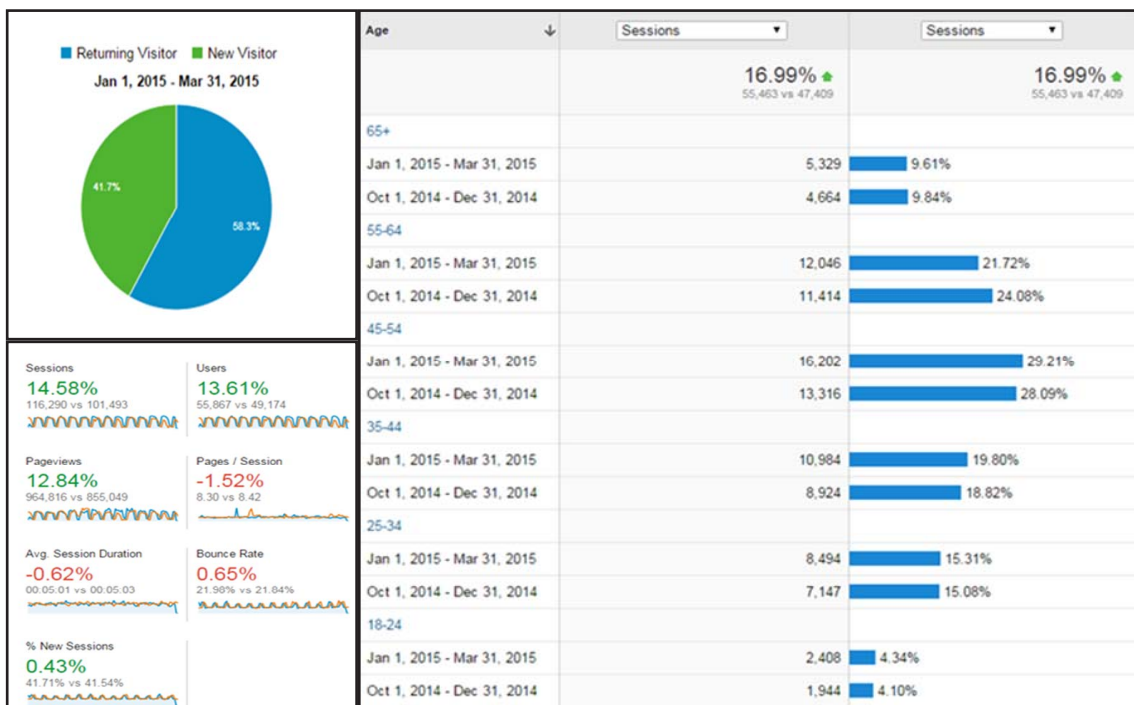 Returning Visitor New Visitor
Jan 1, 2015 - Mar 31, 2015
41.7%
58.3%
Sessions Users
14.58% 13.61%
116,290 vs 101,493 55,867 vs 49,174
Pageviews Pages / Session
12.84% -1.52%
964,816 vs 855,049 8.30 vs 8.42
Avg. Session Duration Bounce Rate
-0.62% 0.65%
00:05:01 vs 00:05:03 21.98% vs 21.84%
% New Sessions
0.43%
41.71% vs 41.54%
Age Sessions Sessions
16.99% 16.99%
55,463 vs 47,409 55,463 vs 47,409
65+
Jan 1, 2015 - Mar 31, 2015 5,329 9.61%
Oct 1, 2014 - Dec 31, 2014 4,664 9.84%
55-64
Jan 1, 2015 - Mar 31, 2015 12,046 21.72%
Oct 1, 2014 - Dec 31, 2014 11,414 24.08%
45-54
Jan 1, 2015 - Mar 31, 2015 16,202 29.21%
Oct 1, 2014 - Dec 31, 2014 13,316 28.09%
35-44
Jan 1, 2015 - Mar 31, 2015 10,984 19.80%
Oct 1, 2014 - Dec 31, 2014 8,924 18.82%
25-34
Jan 1, 2015 - Mar 31, 2015 8,494 15.31%
Oct 1, 2014 - Dec 31, 2014 7,147 15.08%
18-24
Jan 1, 2015 - Mar 31, 2015 2,408 4.34%
Oct 1, 2014 - Dec 31, 2014 1,944 4.10%